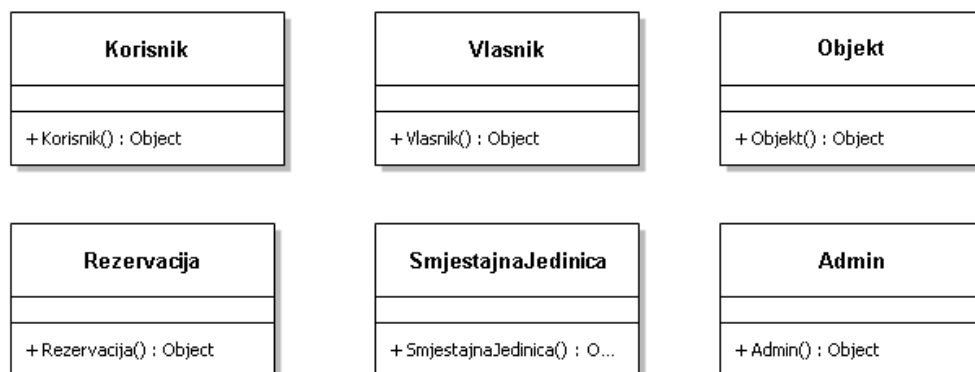 Korisnik
+ Korisnik() : Object
Vlasnik
+ Vlasnik() : Object
Objekt
+ Objekt() : Object
Rezervacija
+ Rezervacija() : Object
SmjestajnaJedinica
+ SmjestajnaJedinica() : O...
Admin
+ Admin() : Object